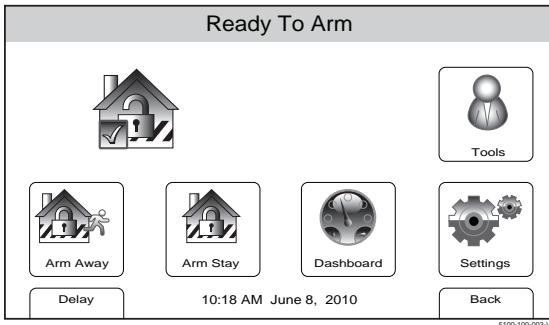 Ready To Arm
Tools
Arm Away
Arm Stay
Dashboard
Settings
Delay
10:18 AM June 8, 2010
Back